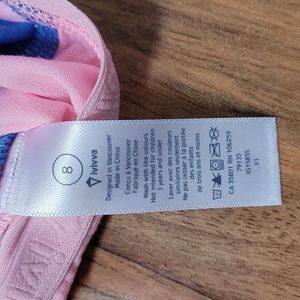 8
ivivva
Designed in Vancouver
Made in China
Conçu à Vancouver
Fabriqué en Chine
Wash with like colours
Not intended for children
3 years and under
Laver avec des couleurs
similaires seulement.
Ne pas laisser à la portée
des enfants
de trois ans et moins
CA 35801 RN 106259
79135
X1